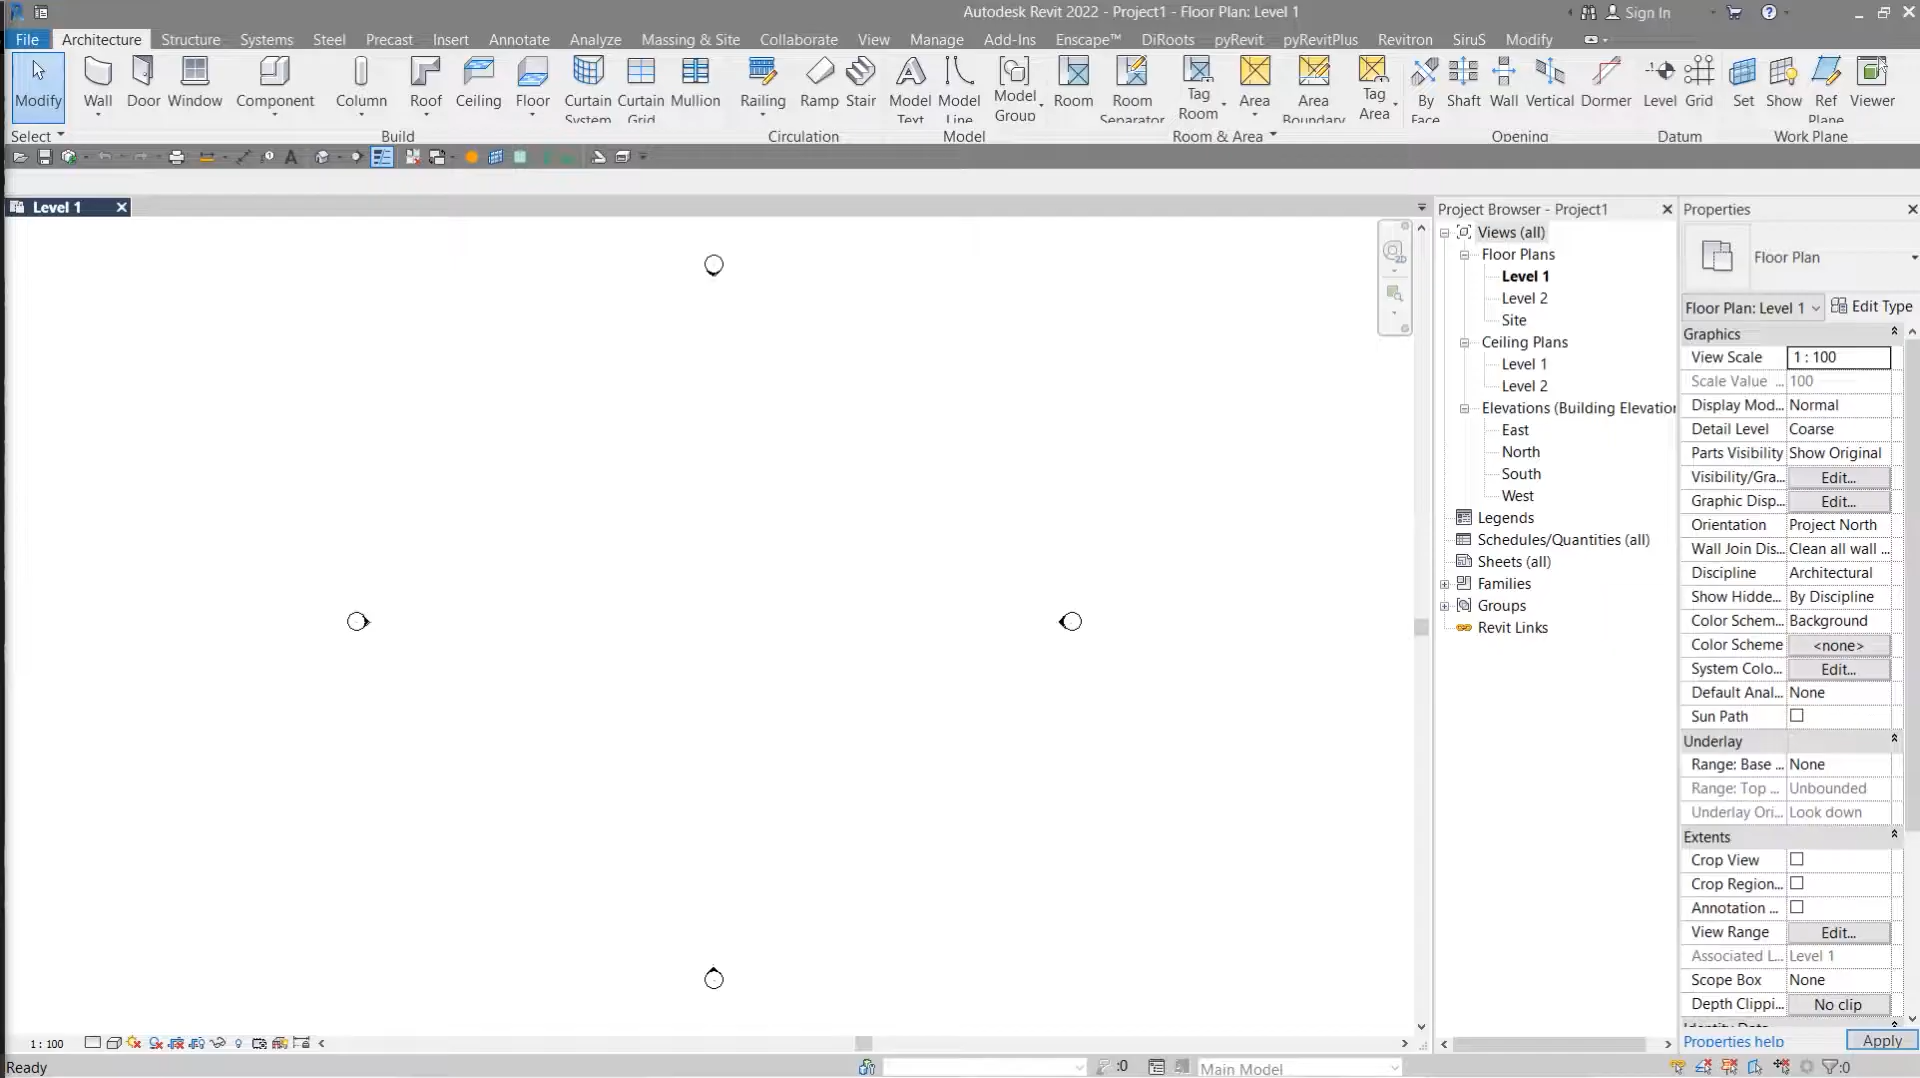 Autodesk Revit 2022 - Project1 - Floor Plan: Level 1
Sign In
File Architecture Structure Systems Steel Precast Insert Annotate Analyze Massing & Site Collaborate View Manage Add-Ins Enscape™ DiRoots pyRevit pyRevitPlus Revitron SiruS Modify
Modify Wall Door Window Component Column Roof Ceiling Floor Curtain System Curtain Grid Mullion Railing Ramp Stair Model Text Model Line Model Group Room Room Separator Tag Room Area Area Boundary Tag Area By Face Shaft Wall Vertical Dormer Level Grid Set Show Ref Plane Viewer
Select Build Circulation Model Room & Area Opening Datum Work Plane
Level 1
Project Browser - Project1
Views (all)
Floor Plans
Level 1
Level 2
Site
Ceiling Plans
Level 1
Level 2
Elevations (Building Elevation
East
North
South
West
Legends
Schedules/Quantities (all)
Sheets (all)
Families
Groups
Revit Links
Properties
Floor Plan
Floor Plan: Level 1 Edit Type
Graphics
View Scale 1 : 100
Scale Value ... 100
Display Mod... Normal
Detail Level Coarse
Parts Visibility Show Original
Visibility/Gra... Edit...
Graphic Disp... Edit...
Orientation Project North
Wall Join Dis... Clean all wall ...
Discipline Architectural
Show Hidde... By Discipline
Color Schem... Background
Color Scheme <none>
System Colo... Edit...
Default Anal... None
Sun Path
Underlay
Range: Base ... None
Range: Top ... Unbounded
Underlay Ori... Look down
Extents
Crop View
Crop Region...
Annotation ...
View Range Edit...
Associated L... Level 1
Scope Box None
Depth Clippi... No clip
Identity Data
Properties help Apply
1 : 100
Ready
:0
Main Model
:0